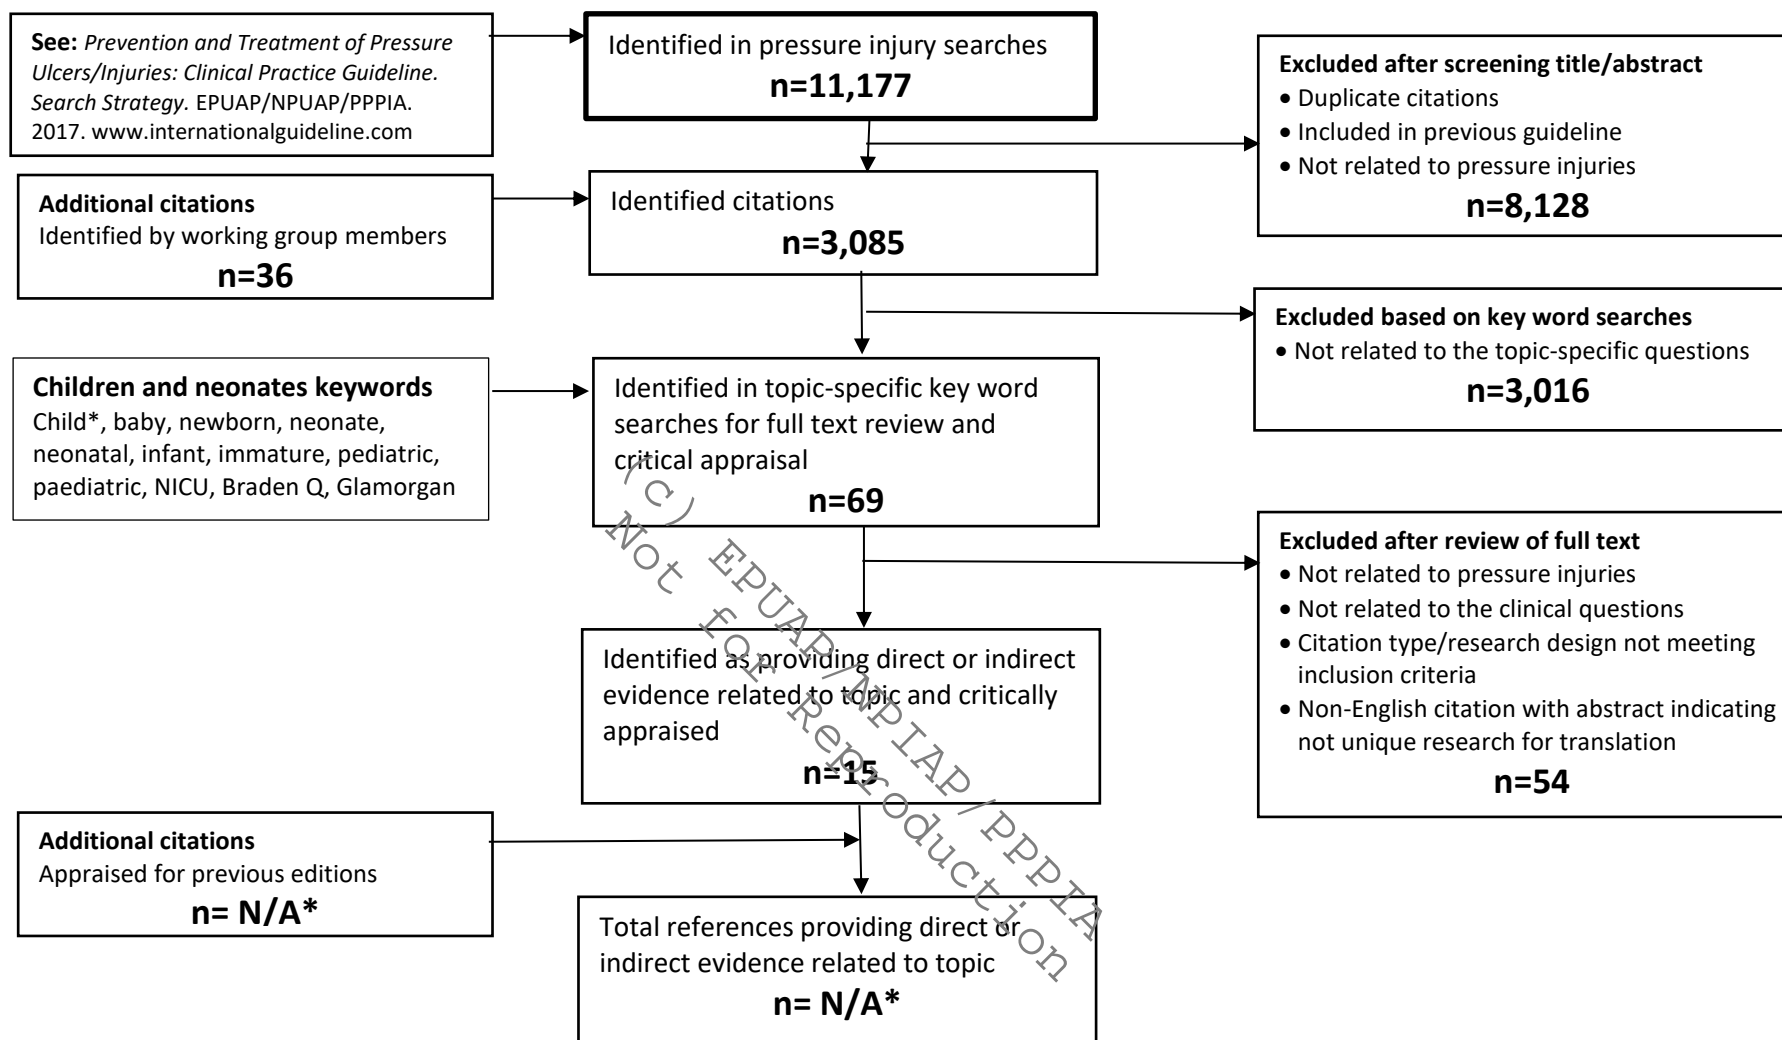 See: Prevention and Treatment of Pressure
Ulcers/Injuries: Clinical Practice Guideline.
Search Strategy. EPUAP/NPUAP/PPPIA.
2017. www.internationalguideline.com
Identified in pressure injury searches
n=11,177
Excluded after screening title/abstract
• Duplicate citations
• Included in previous guideline
• Not related to pressure injuries
n=8,128
Additional citations
Identified by working group members
n=36
Identified citations
n=3,085
Excluded based on key word searches
• Not related to the topic-specific questions
n=3,016
Children and neonates keywords
Child*, baby, newborn, neonate,
neonatal, infant, immature, pediatric,
paediatric, NICU, Braden Q, Glamorgan
Identified in topic-specific key word
searches for full text review and
critical appraisal
n=69
Excluded after review of full text
• Not related to pressure injuries
• Not related to the clinical questions
• Citation type/research design not meeting
inclusion criteria
• Non-English citation with abstract indicating
not unique research for translation
n=54
Identified as providing direct or indirect
evidence related to topic and critically
appraised
n=15
Additional citations
Appraised for previous editions
n= N/A*
Total references providing direct or
indirect evidence related to topic
n= N/A*
(c) EPUAP/NPIAP/PPPIA
Not for Reproduction